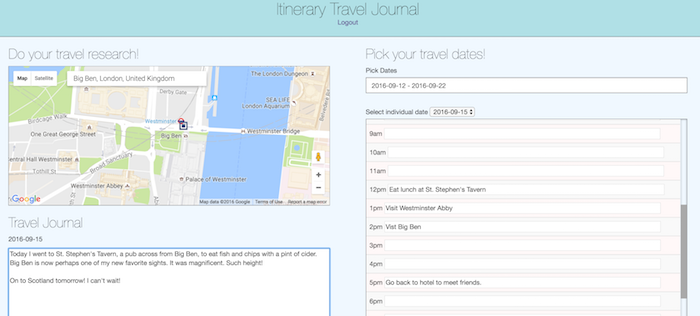 Itinerary Travel Journal
Logout
Do your travel research!
Map Satellite
Big Ben, London, United Kingdom
The London Dungeon
Derby Gate
SEA LIFE
London Aquarium
Birdcage Walk
Westminster
Westminster Bridge
One Great George Street
Big Ben
Central Hall Westminster
Broad Sanctuary
Westminster Abbey
Palace of Westminster
+
−
Google
Map data ©2016 Google Terms of Use Report a map error
Travel Journal
2016-09-15
Today I went to St. Stephen's Tavern, a pub across from Big Ben, to eat fish and chips with a pint of cider.
Big Ben is now perhaps one of my new favorite sights. It was magnificent. Such height!
On to Scotland tomorrow! I can't wait!
Pick your travel dates!
Pick Dates
2016-09-12 - 2016-09-22
Select individual date 2016-09-15
9am
10am
11am
12pm Eat lunch at St. Stephen's Tavern
1pm Visit Westminster Abby
2pm Vist Big Ben
3pm
4pm
5pm Go back to hotel to meet friends.
6pm